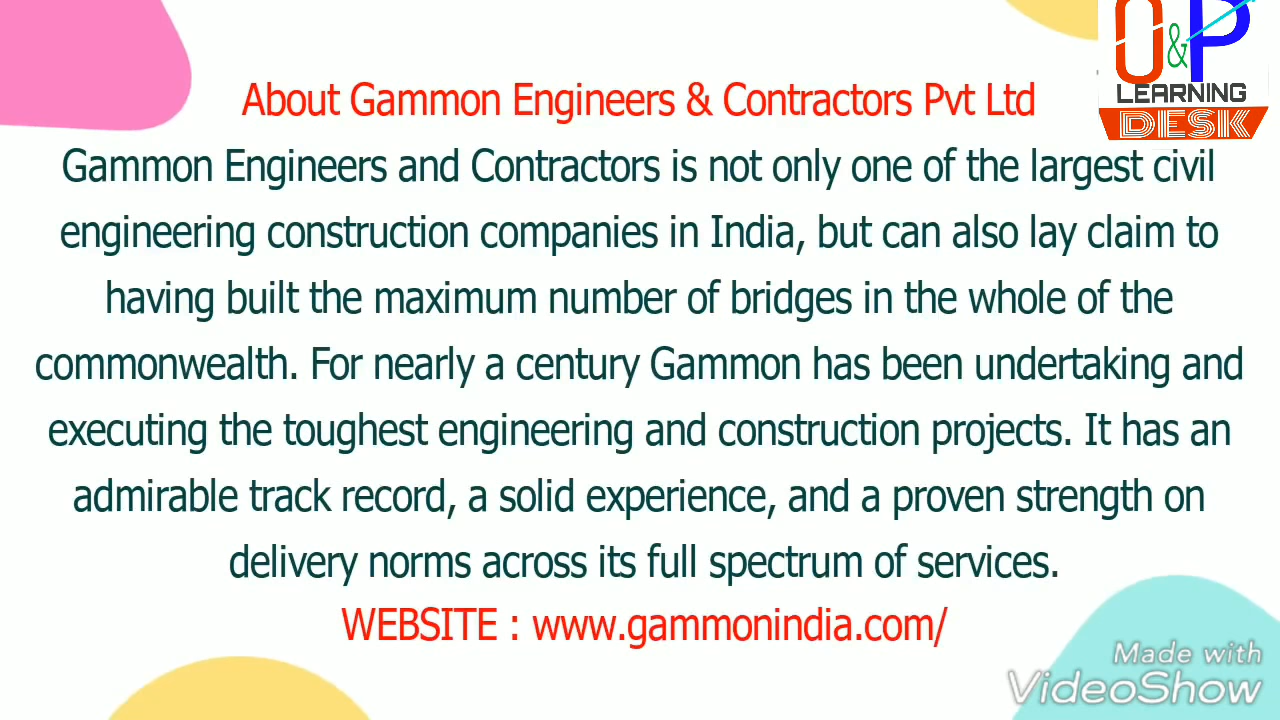 O&P
LEARNING
DESK
About Gammon Engineers & Contractors Pvt Ltd
Gammon Engineers and Contractors is not only one of the largest civil
engineering construction companies in India, but can also lay claim to
having built the maximum number of bridges in the whole of the
commonwealth. For nearly a century Gammon has been undertaking and
executing the toughest engineering and construction projects. It has an
admirable track record, a solid experience, and a proven strength on
delivery norms across its full spectrum of services.
WEBSITE : www.gammonindia.com/
Made with
VideoShow